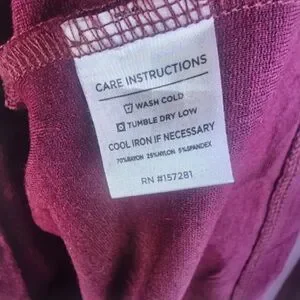 CARE INSTRUCTIONS
WASH COLD
TUMBLE DRY LOW
COOL IRON IF NECESSARY
70%RAYON 25%NYLON 5%SPANDEX
RN #157281